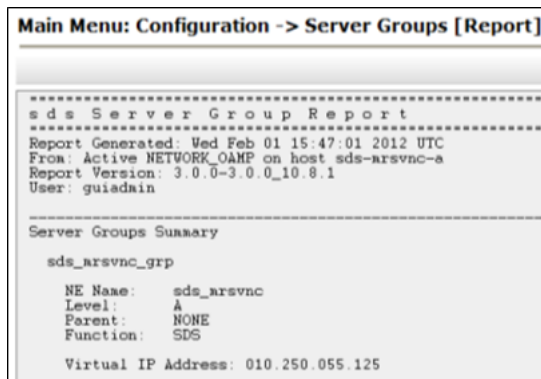 Main Menu: Configuration -> Server Groups [Report]
================================================
s d s   S e r v e r   G r o u p   R e p o r t
================================================
Report Generated: Wed Feb 01 15:47:01 2012 UTC
From: Active NETWORK_OAMP on host sds-mrsvnc-a
Report Version: 3.0.0-3.0.0_10.8.1
User: guiadmin
------------------------------------------------
Server Groups Summary
sds_mrsvnc_grp
NE Name: sds_mrsvnc
Level: A
Parent: NONE
Function: SDS
Virtual IP Address: 010.250.055.125